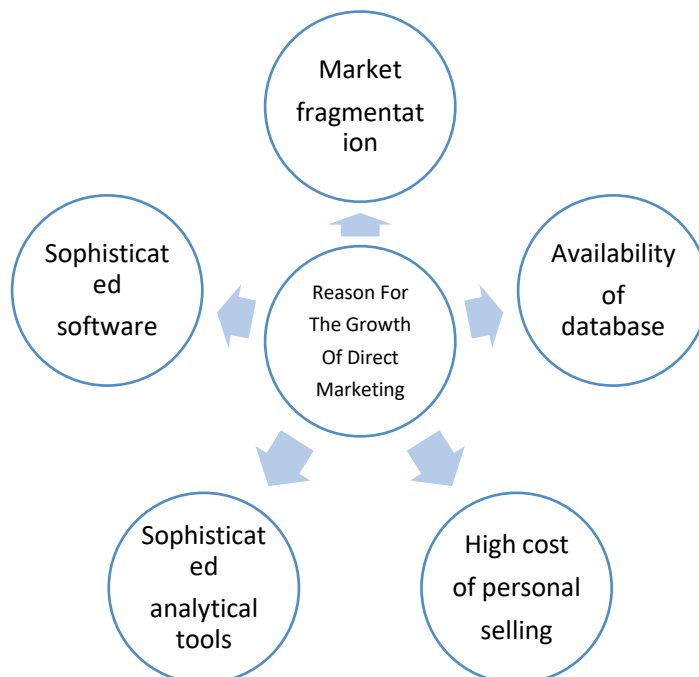 Market
fragmentat
ion
Sophisticat
ed
software
Reason For
The Growth
Of Direct
Marketing
Availability
of
database
Sophisticat
ed
analytical
tools
High cost
of personal
selling